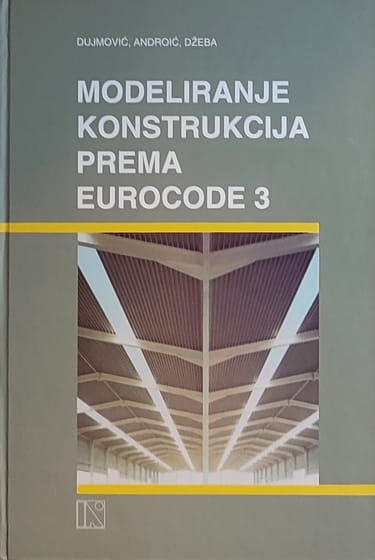 DUJMOVIĆ, ANDROIĆ, DŽEBA
MODELIRANJE
KONSTRUKCIJA
PREMA
EUROCODE 3